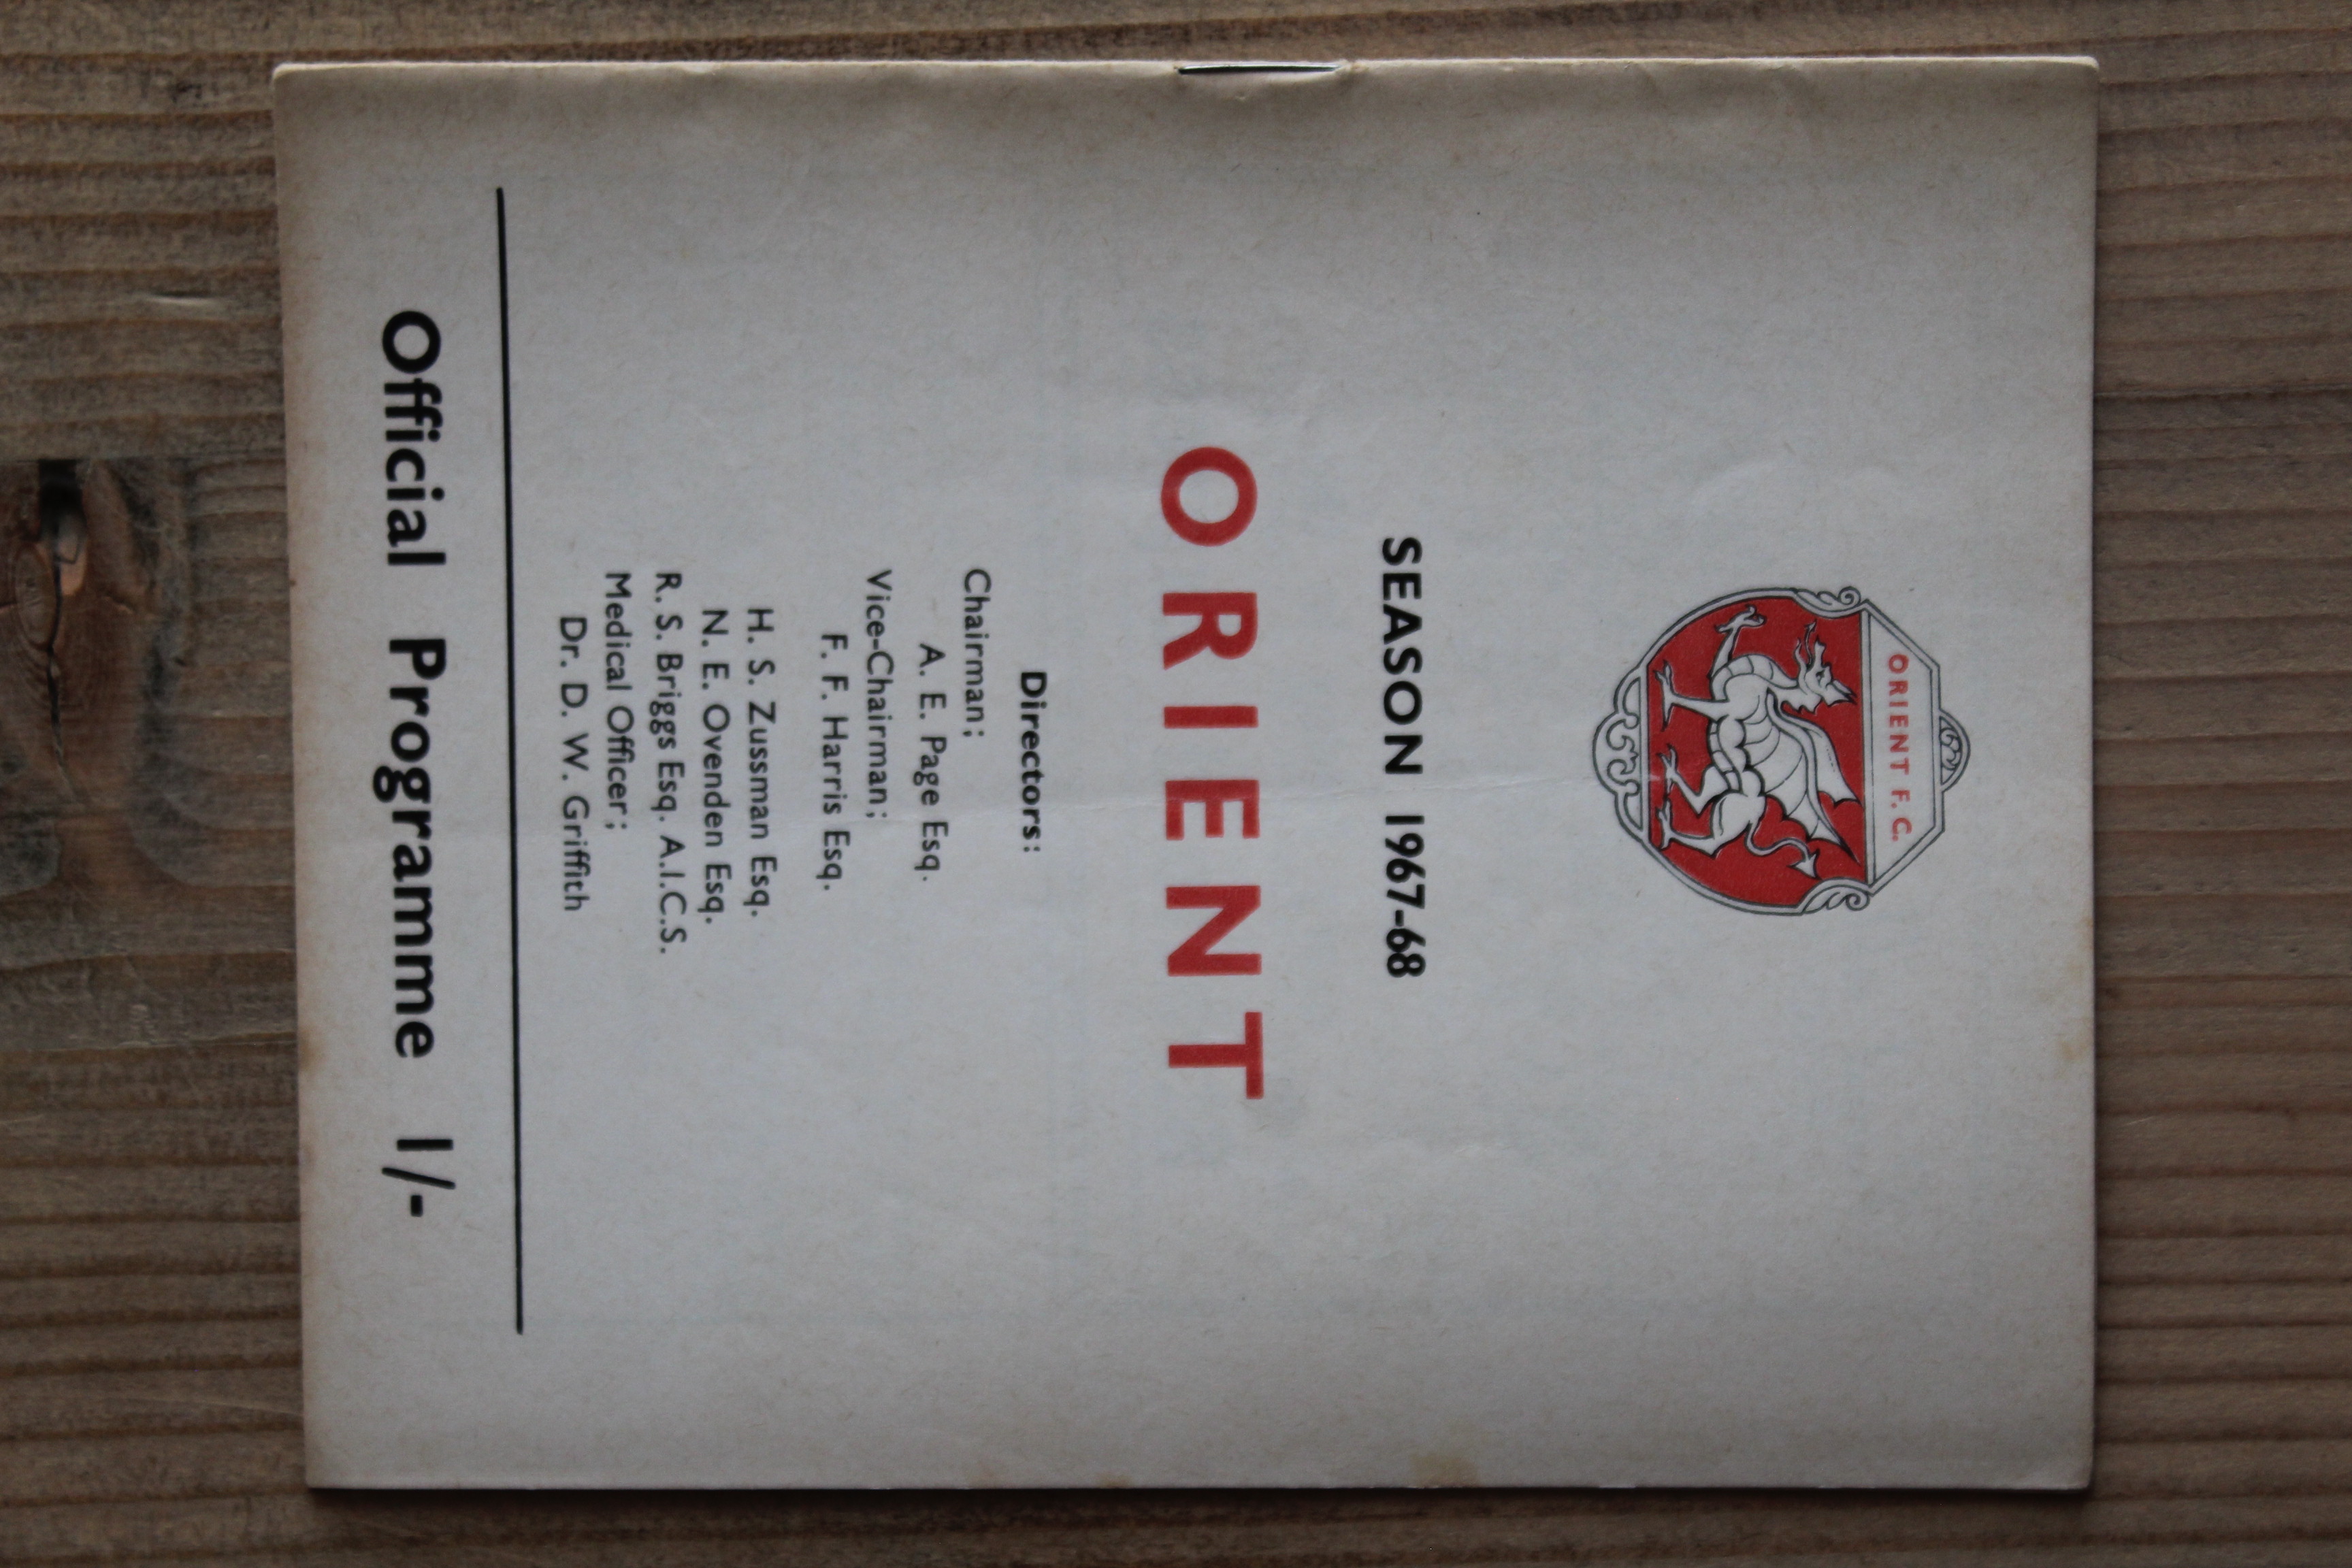 ORIENT F.C.
SEASON 1967-68
ORIENT
Directors:
Chairman;
A. E. Page Esq.
Vice-Chairman;
F. F. Harris Esq.
H. S. Zussman Esq.
N. E. Ovenden Esq.
R. S. Briggs Esq. A.I.C.S.
Medical Officer;
Dr. D. W. Griffith
Official Programme 1/-